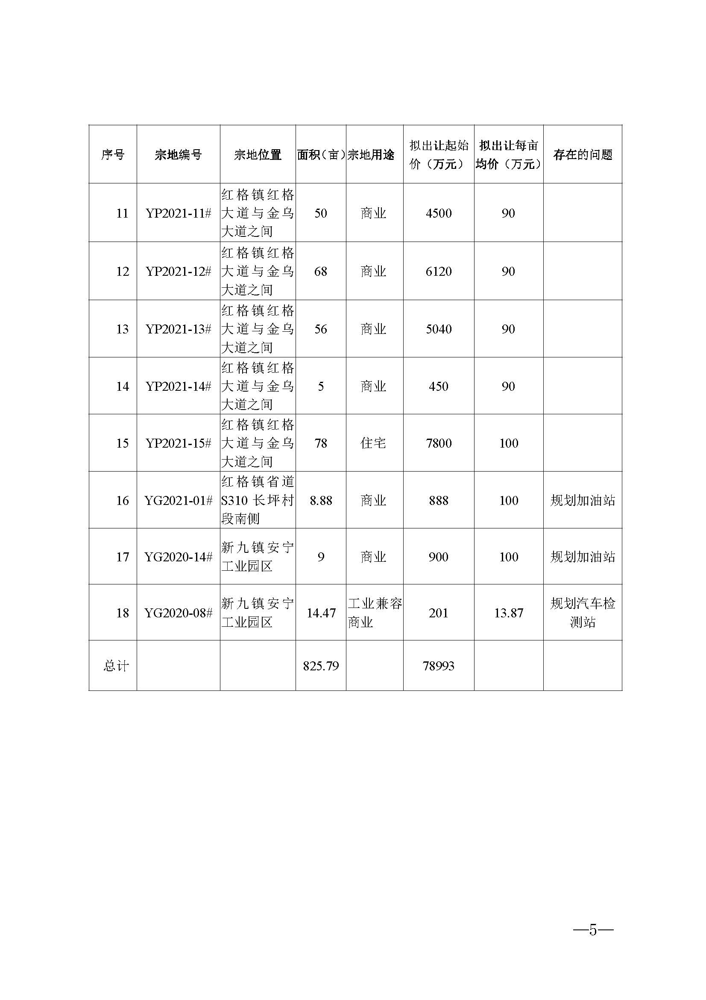 序号 宗地编号 宗地位置 面积（亩） 宗地用途 拟出让起始价（万元） 拟出让每亩均价（万元） 存在的问题
11 YP2021-11# 红格镇红格大道与金乌大道之间 50 商业 4500 90
12 YP2021-12# 红格镇红格大道与金乌大道之间 68 商业 6120 90
13 YP2021-13# 红格镇红格大道与金乌大道之间 56 商业 5040 90
14 YP2021-14# 红格镇红格大道与金乌大道之间 5 商业 450 90
15 YP2021-15# 红格镇红格大道与金乌大道之间 78 住宅 7800 100
16 YG2021-01# 红格镇省道S310长坪村段南侧 8.88 商业 888 100 规划加油站
17 YG2020-14# 新九镇安宁工业园区 9 商业 900 100 规划加油站
18 YG2020-08# 新九镇安宁工业园区 14.47 工业兼容商业 201 13.87 规划汽车检测站
总计 825.79 78993
—5—